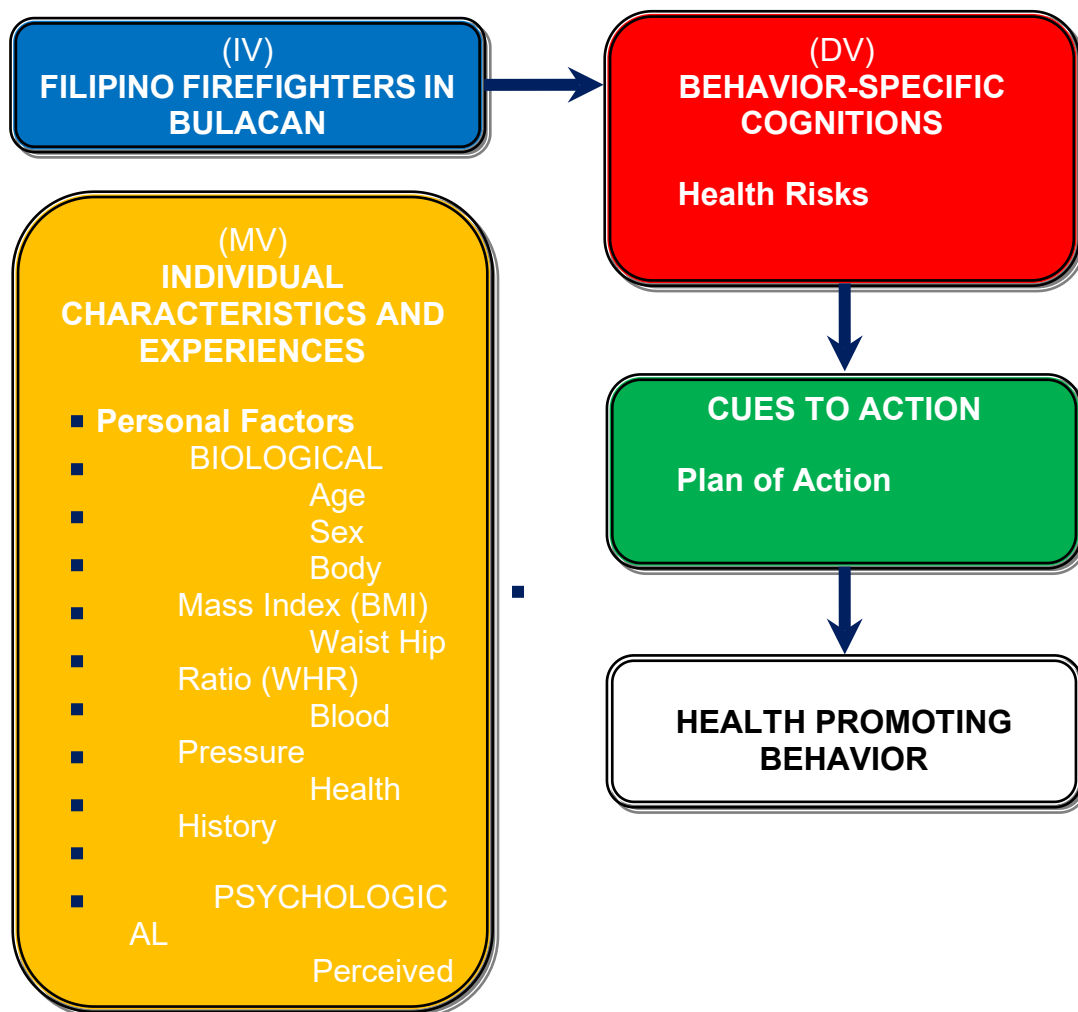 (IV)
FILIPINO FIREFIGHTERS IN
BULACAN
(DV)
BEHAVIOR-SPECIFIC
COGNITIONS
Health Risks
(MV)
INDIVIDUAL
CHARACTERISTICS AND
EXPERIENCES
Personal Factors
BIOLOGICAL
Age
Sex
Body
Mass Index (BMI)
Waist Hip
Ratio (WHR)
Blood
Pressure
Health
History
PSYCHOLOGIC
AL
Perceived
CUES TO ACTION
Plan of Action
HEALTH PROMOTING
BEHAVIOR